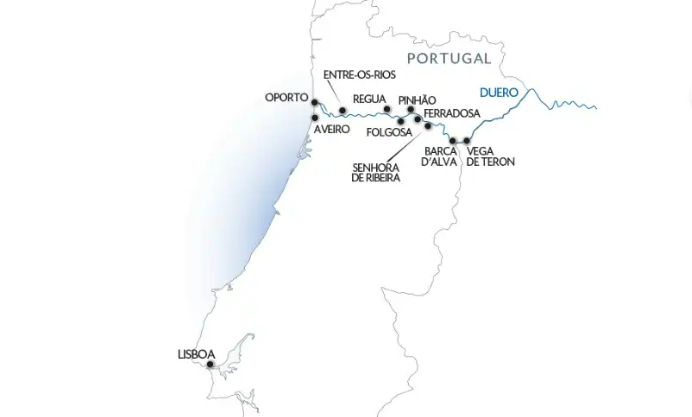 PORTUGAL
ENTRE-OS-RIOS
DUERO
OPORTO
REGUA
PINHÃO
FERRADOSA
AVEIRO
FOLGOSA
BARCA
D'ALVA
VEGA
DE TERON
SENHORA
DE RIBEIRA
LISBOA